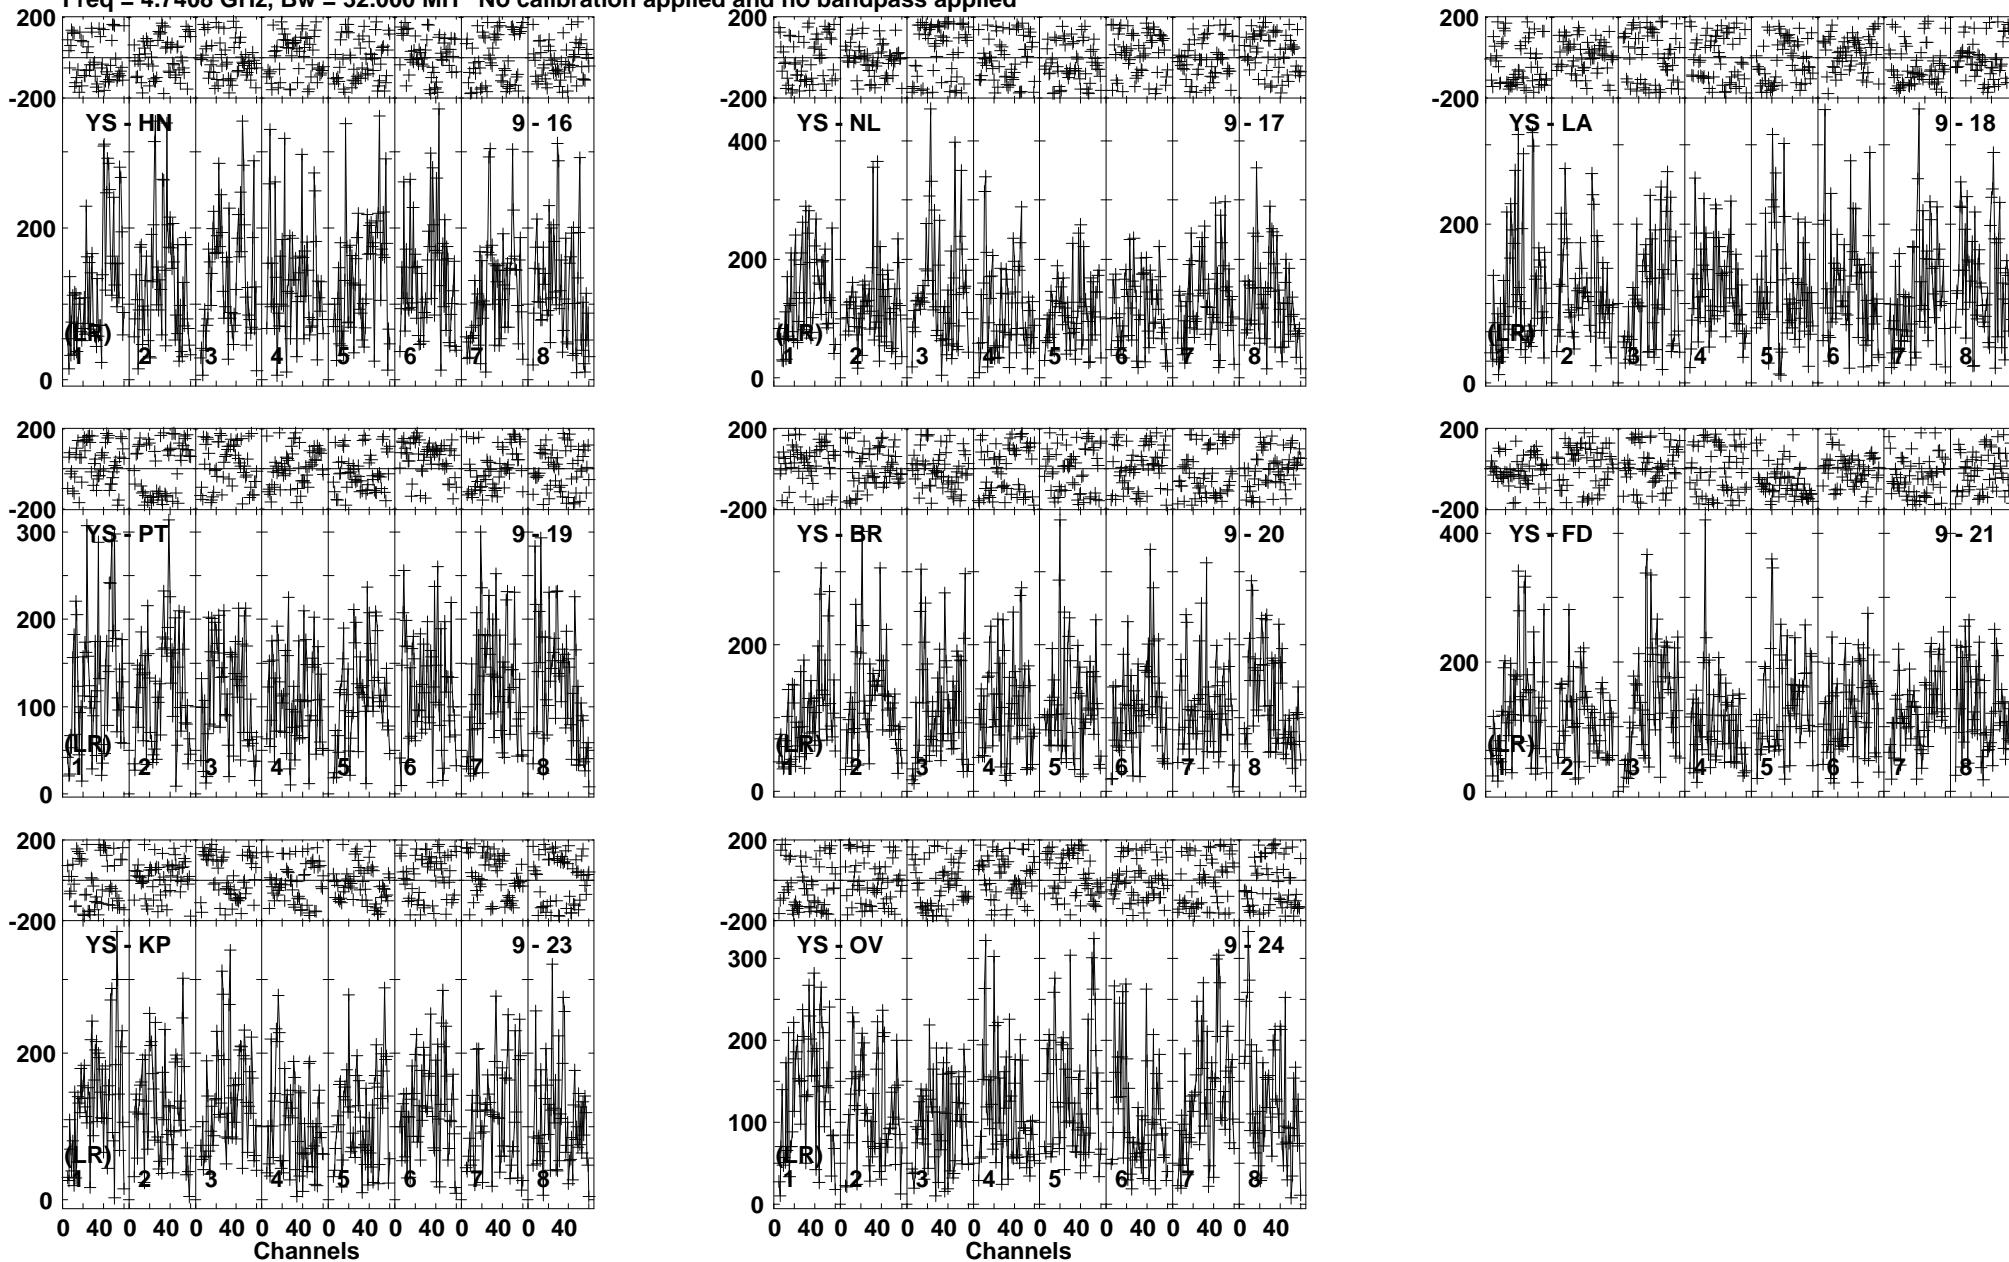 Freq = 4.7408 GHz, Bw = 32.000 MH No calibration applied and no bandpass applied
200 200 200
-200 -200 -200
YS - HN 9 - 16 YS - NL 9 - 17 YS - LA 9 - 18
400
200 200 200
(LR) (LR) (LR)
1 2 3 4 5 6 7 8 1 2 3 4 5 6 7 8 1 2 3 4 5 6 7 8
0 0 0
200 200 200
-200 -200 -200
YS - PT 9 - 19 YS - BR 9 - 20 YS - FD 9 - 21
300 400
200 200 200
100
(LR) (LR) (LR)
1 2 3 4 5 6 7 8 1 2 3 4 5 6 7 8 1 2 3 4 5 6 7 8
0 0 0
200 200
-200 -200
YS - KP 9 - 23 YS - OV 9 - 24
300
200 200
100
(LR) (LR)
1 2 3 4 5 6 7 8 1 2 3 4 5 6 7 8
0 0
0 40 0 40 0 40 0 40 0 40 0 40 0 40 0 40 0 40 0 40 0 40 0 40 0 40 0 40 0 40 0 40
Channels Channels